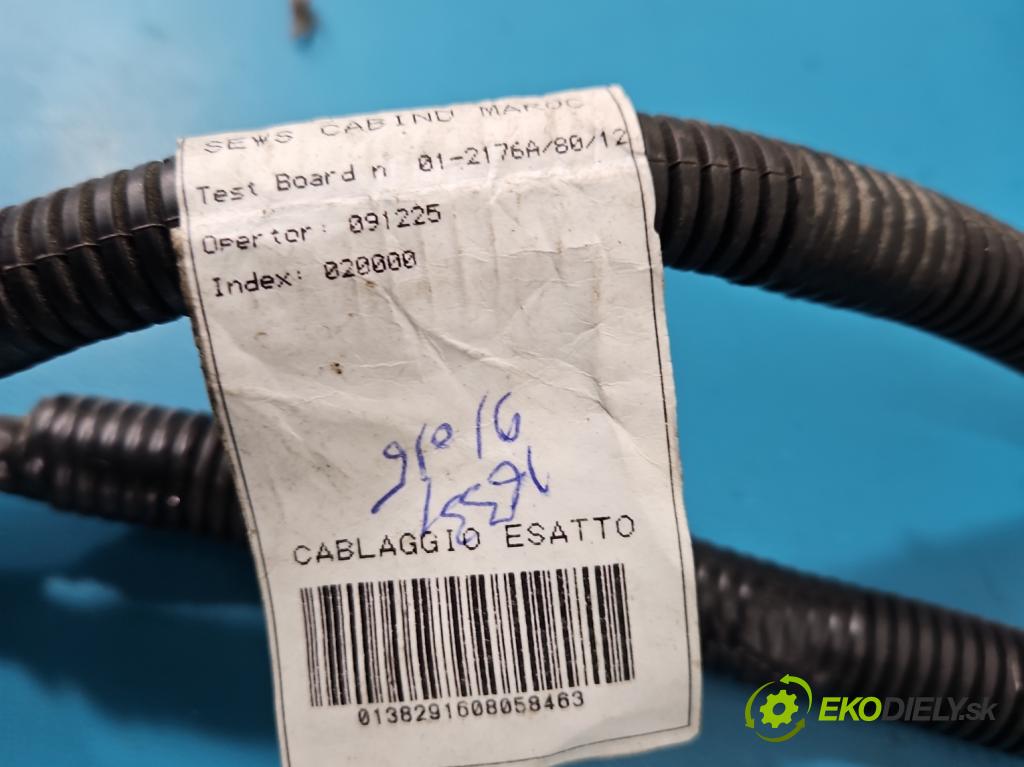 SEWS CABIND MAROC
Test Board n 01-2176A/80/12
Opertor: 091225
Index: 020000
CABLAGGIO ESATTO
0138291608058463
EKODIELY.sk